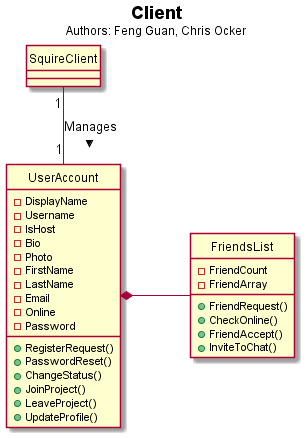 Client
Authors: Feng Guan, Chris Ocker
SquireClient
1
Manages
1
UserAccount
DisplayName
Username
IsHost
Bio
Photo
FirstName
LastName
Email
Online
Password
RegisterRequest()
PasswordReset()
ChangeStatus()
JoinProject()
LeaveProject()
UpdateProfile()
FriendsList
FriendCount
FriendArray
FriendRequest()
CheckOnline()
FriendAccept()
InviteToChat()